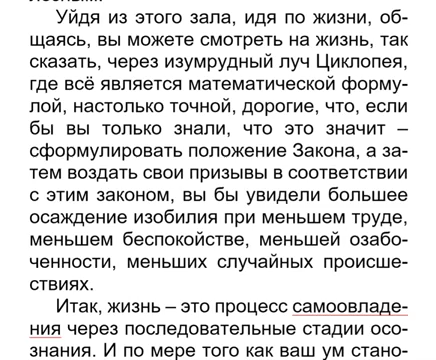 Уйдя из этого зала, идя по жизни, об-
щаясь, вы можете смотреть на жизнь, так
сказать, через изумрудный луч Циклопея,
где всё является математической форму-
лой, настолько точной, дорогие, что, если
бы вы только знали, что это значит –
сформулировать положение Закона, а за-
тем воздать свои призывы в соответствии
с этим законом, вы бы увидели большее
осаждение изобилия при меньшем труде,
меньшем беспокойстве, меньшей озабо-
ченности, меньших случайных происше-
ствиях.
Итак, жизнь – это процесс самоовладе-
ния через последовательные стадии осо-
знания. И по мере того как ваш ум стано-